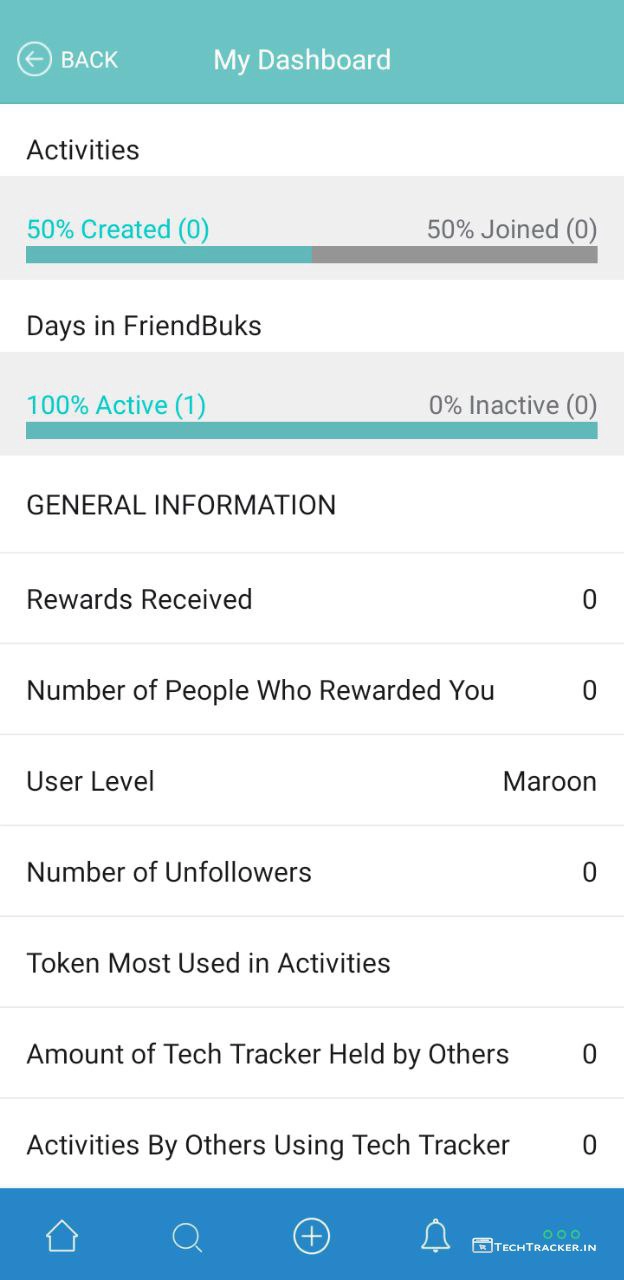 BACK
My Dashboard
Activities
50% Created (0)
50% Joined (0)
Days in FriendBuks
100% Active (1)
0% Inactive (0)
GENERAL INFORMATION
Rewards Received 0
Number of People Who Rewarded You 0
User Level Maroon
Number of Unfollowers 0
Token Most Used in Activities
Amount of Tech Tracker Held by Others 0
Activities By Others Using Tech Tracker 0
TECHTRACKER.IN